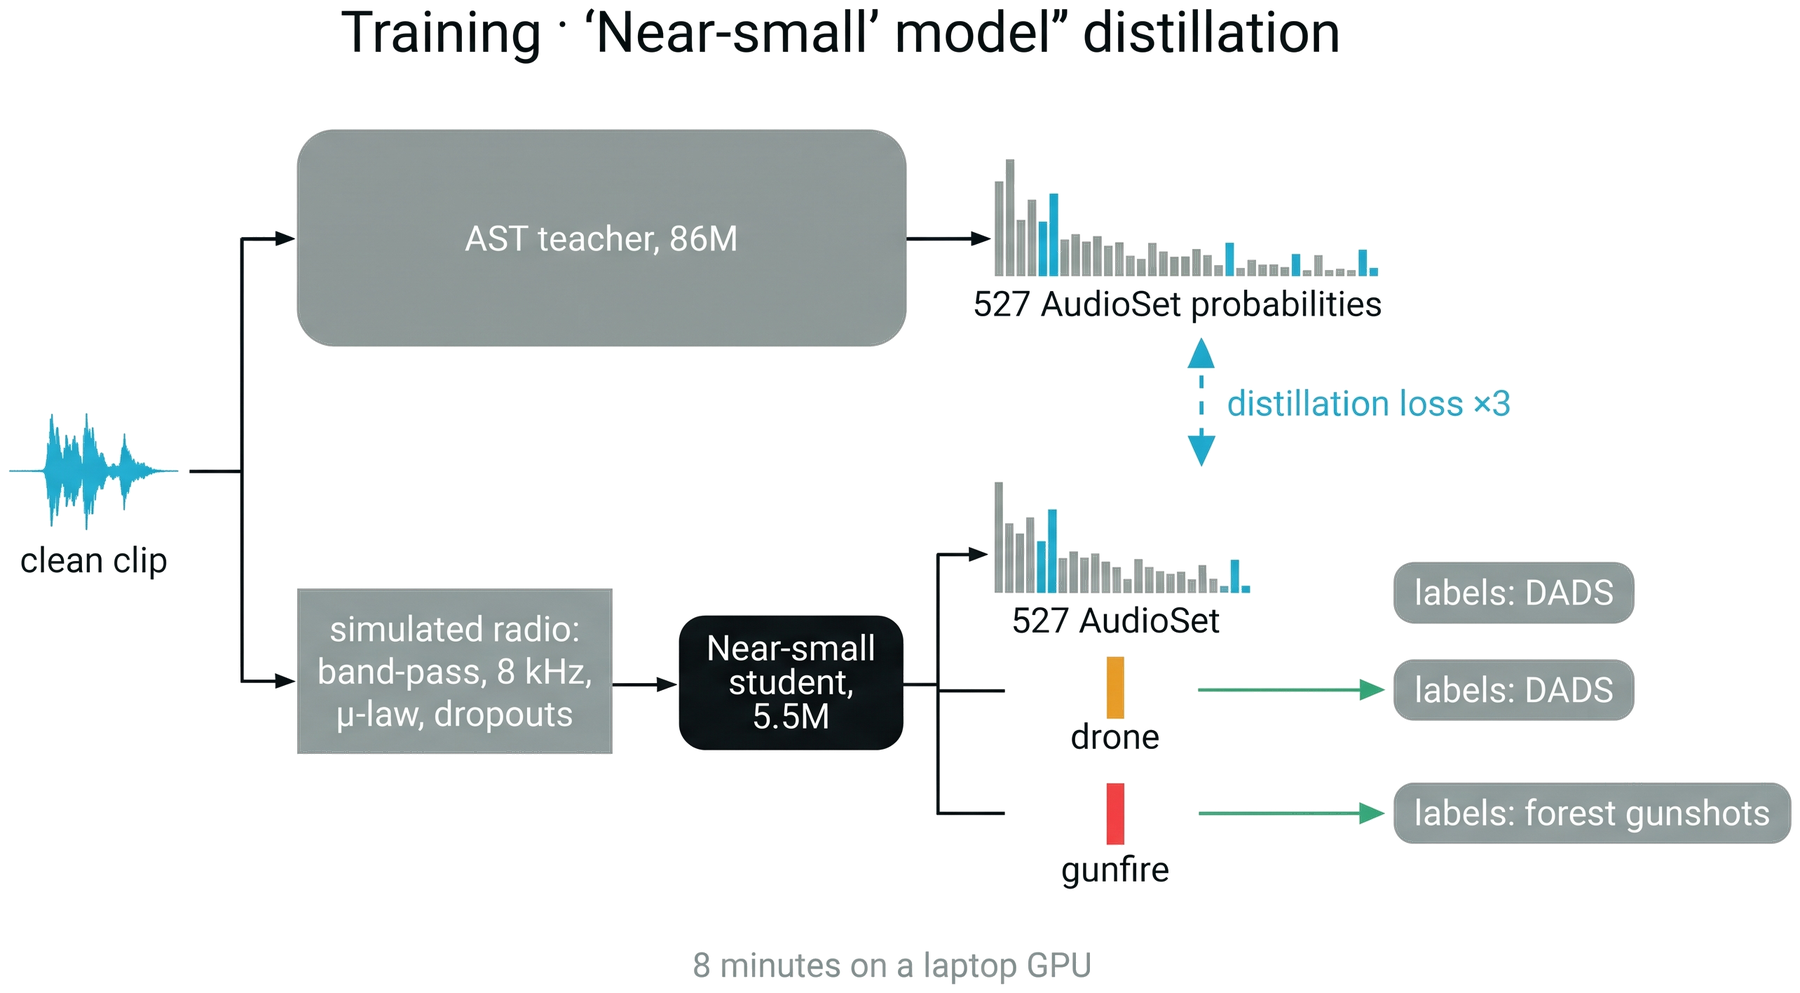 Training · ‘Near-small’ model” distillation
AST teacher, 86M
527 AudioSet probabilities
distillation loss ×3
clean clip
simulated radio:
band-pass, 8 kHz,
μ-law, dropouts
Near-small
student,
5.5M
527 AudioSet
labels: DADS
drone
labels: DADS
gunfire
labels: forest gunshots
8 minutes on a laptop GPU